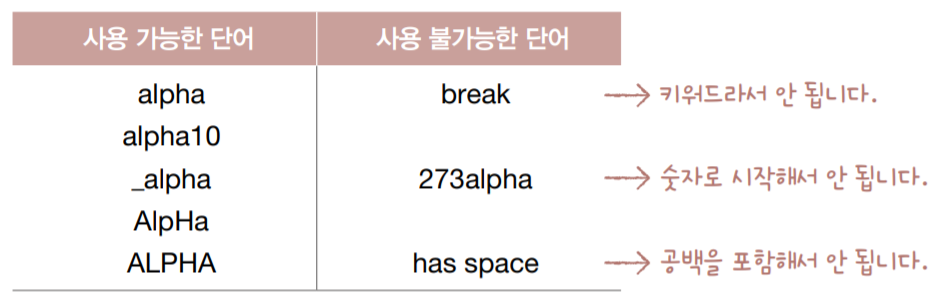 사용 가능한 단어 사용 불가능한 단어
alpha break → 키워드라서 안 됩니다.
alpha10
_alpha 273alpha → 숫자로 시작해서 안 됩니다.
AlpHa
ALPHA has space → 공백을 포함해서 안 됩니다.